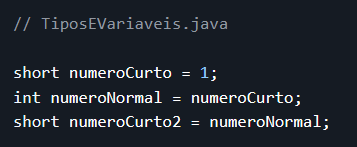 // TiposEVariaveis.java
short numeroCurto = 1;
int numeroNormal = numeroCurto;
short numeroCurto2 = numeroNormal;